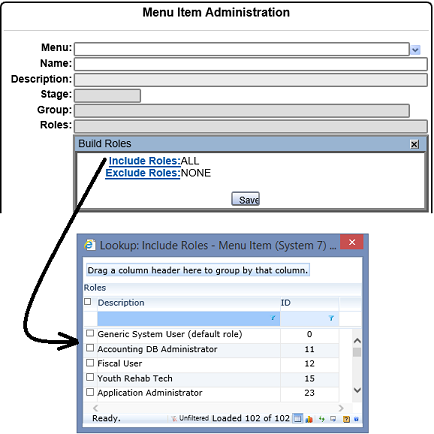 Menu Item Administration
Menu:
Name:
Description:
Stage:
Group:
Roles:
Build Roles
Include Roles:ALL
Exclude Roles:NONE
Save
Lookup: Include Roles - Menu Item (System 7) ...
Drag a column header here to group by that column.
Roles
Description ID
Generic System User (default role) 0
Accounting DB Administrator 11
Fiscal User 12
Youth Rehab Tech 15
Application Administrator 23
Ready. Unfiltered Loaded 102 of 102